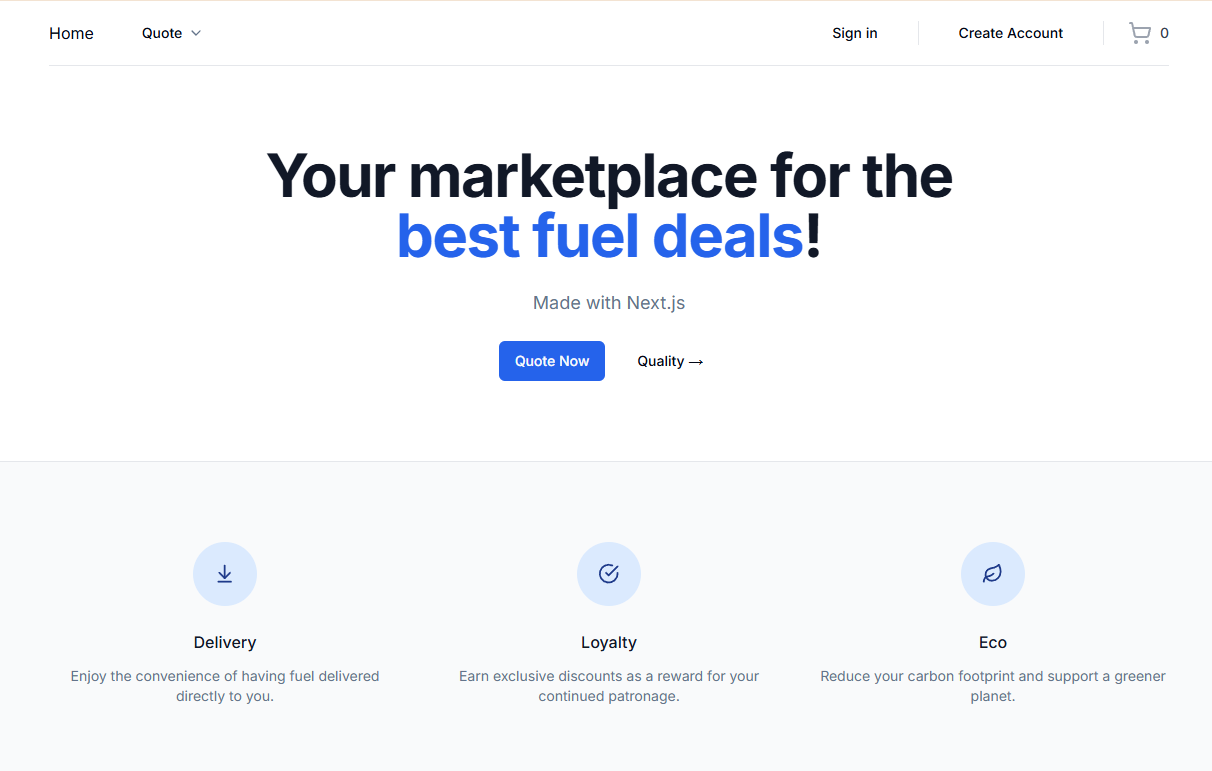 Home Quote Sign in Create Account 0
Your marketplace for the
best fuel deals!
Made with Next.js
Quote Now Quality →
Delivery
Enjoy the convenience of having fuel delivered
directly to you.
Loyalty
Earn exclusive discounts as a reward for your
continued patronage.
Eco
Reduce your carbon footprint and support a greener
planet.